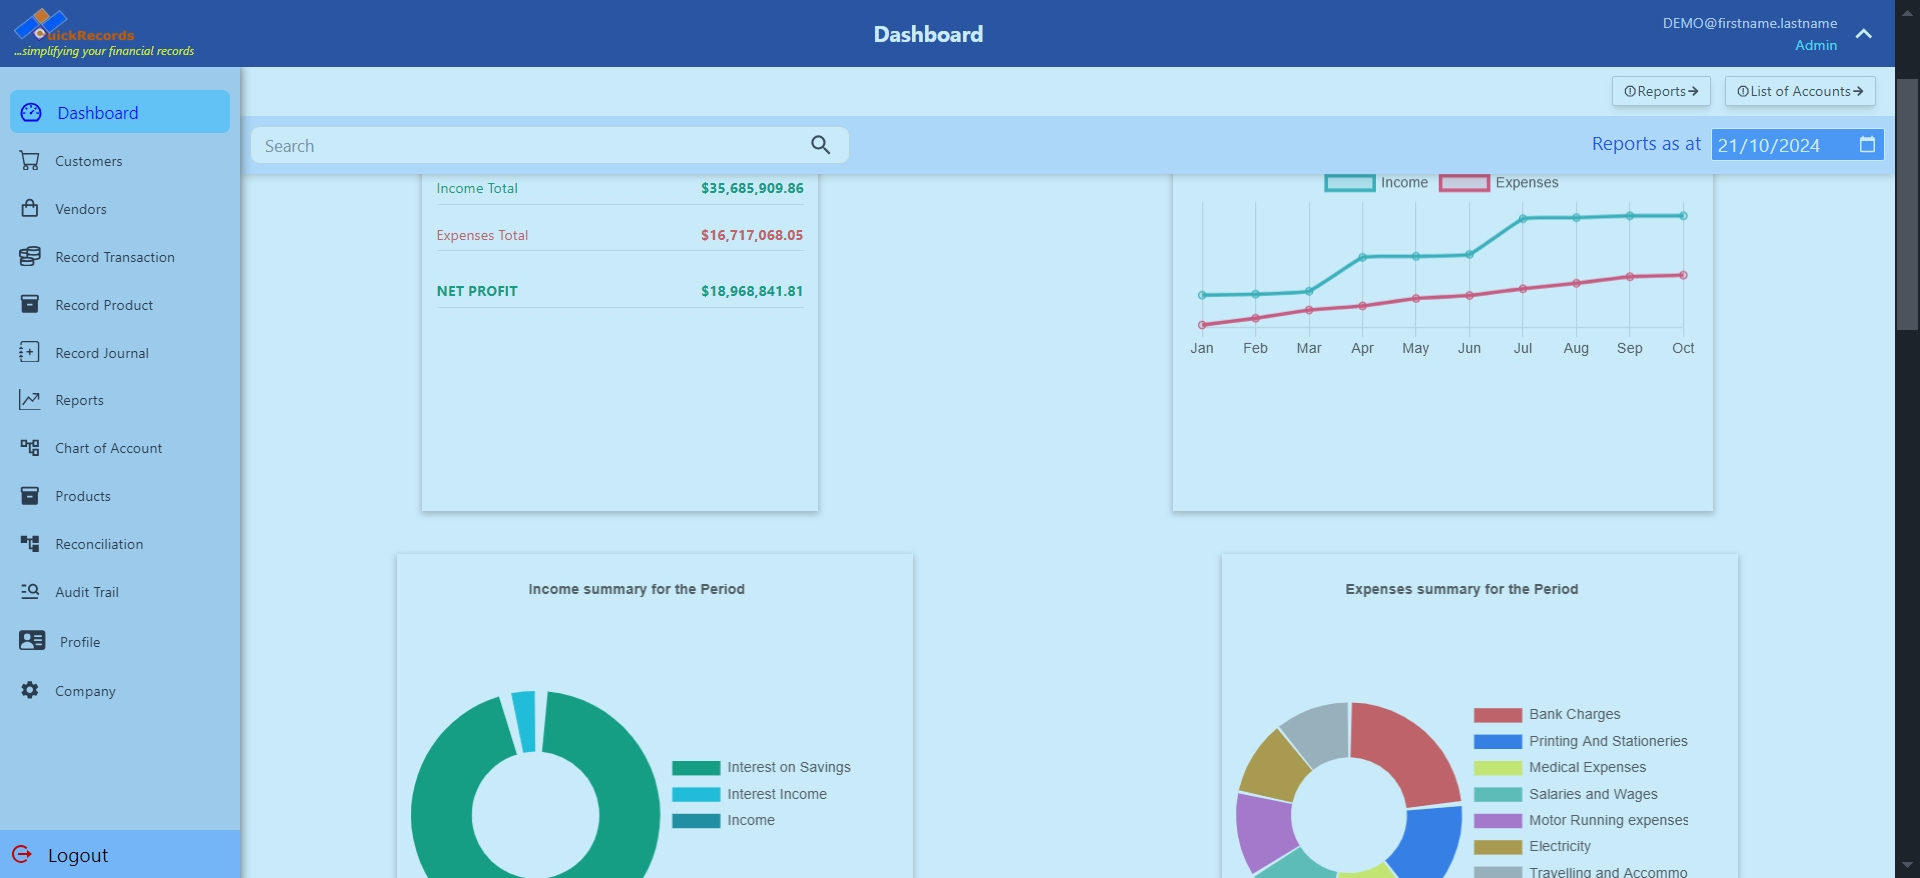 uickRecords
...simplifying your financial records
Dashboard
DEMO@firstname.lastname
Admin
Dashboard
Customers
Vendors
Record Transaction
Record Product
Record Journal
Reports
Chart of Account
Products
Reconciliation
Audit Trail
Profile
Company
Logout
Reports
List of Accounts
Search
Reports as at 21/10/2024
Income Total $35,685,909.86
Expenses Total $16,717,068.05
NET PROFIT $18,968,841.81
Income Expenses
Jan Feb Mar Apr May Jun Jul Aug Sep Oct
Income summary for the Period
Interest on Savings
Interest Income
Income
Expenses summary for the Period
Bank Charges
Printing And Stationeries
Medical Expenses
Salaries and Wages
Motor Running expenses
Electricity
Travelling and Accommo